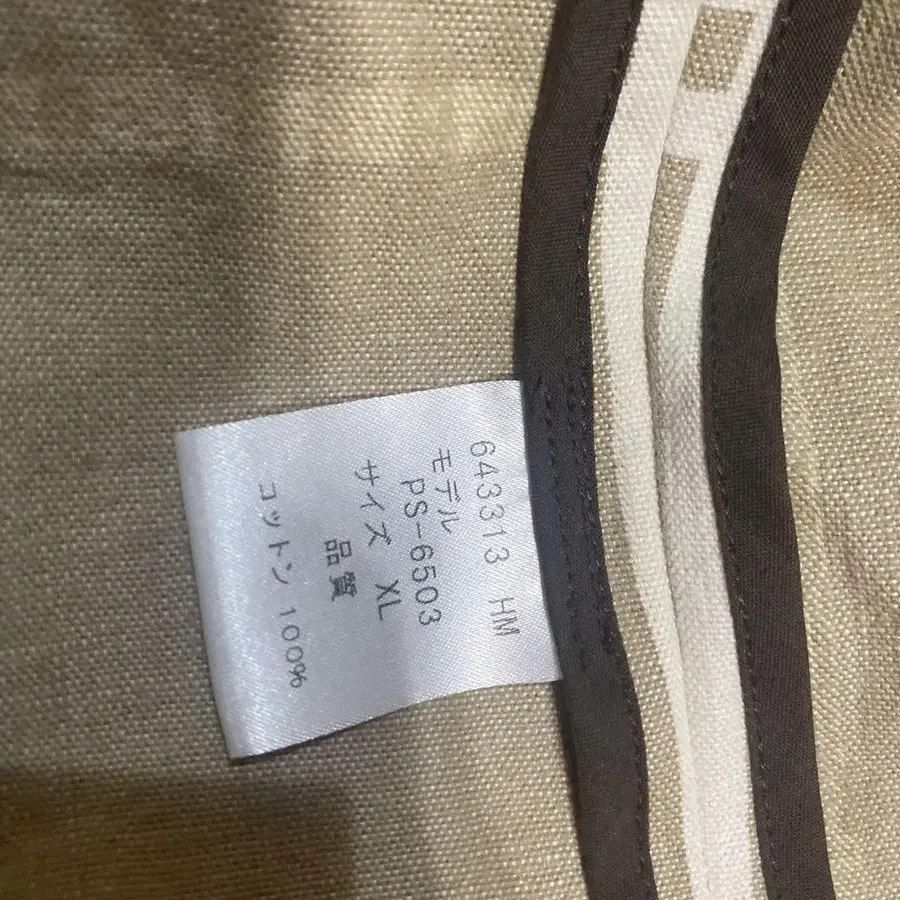 643313 HM
モデル
PS-6503
サイズ XL
品質
コットン 100%